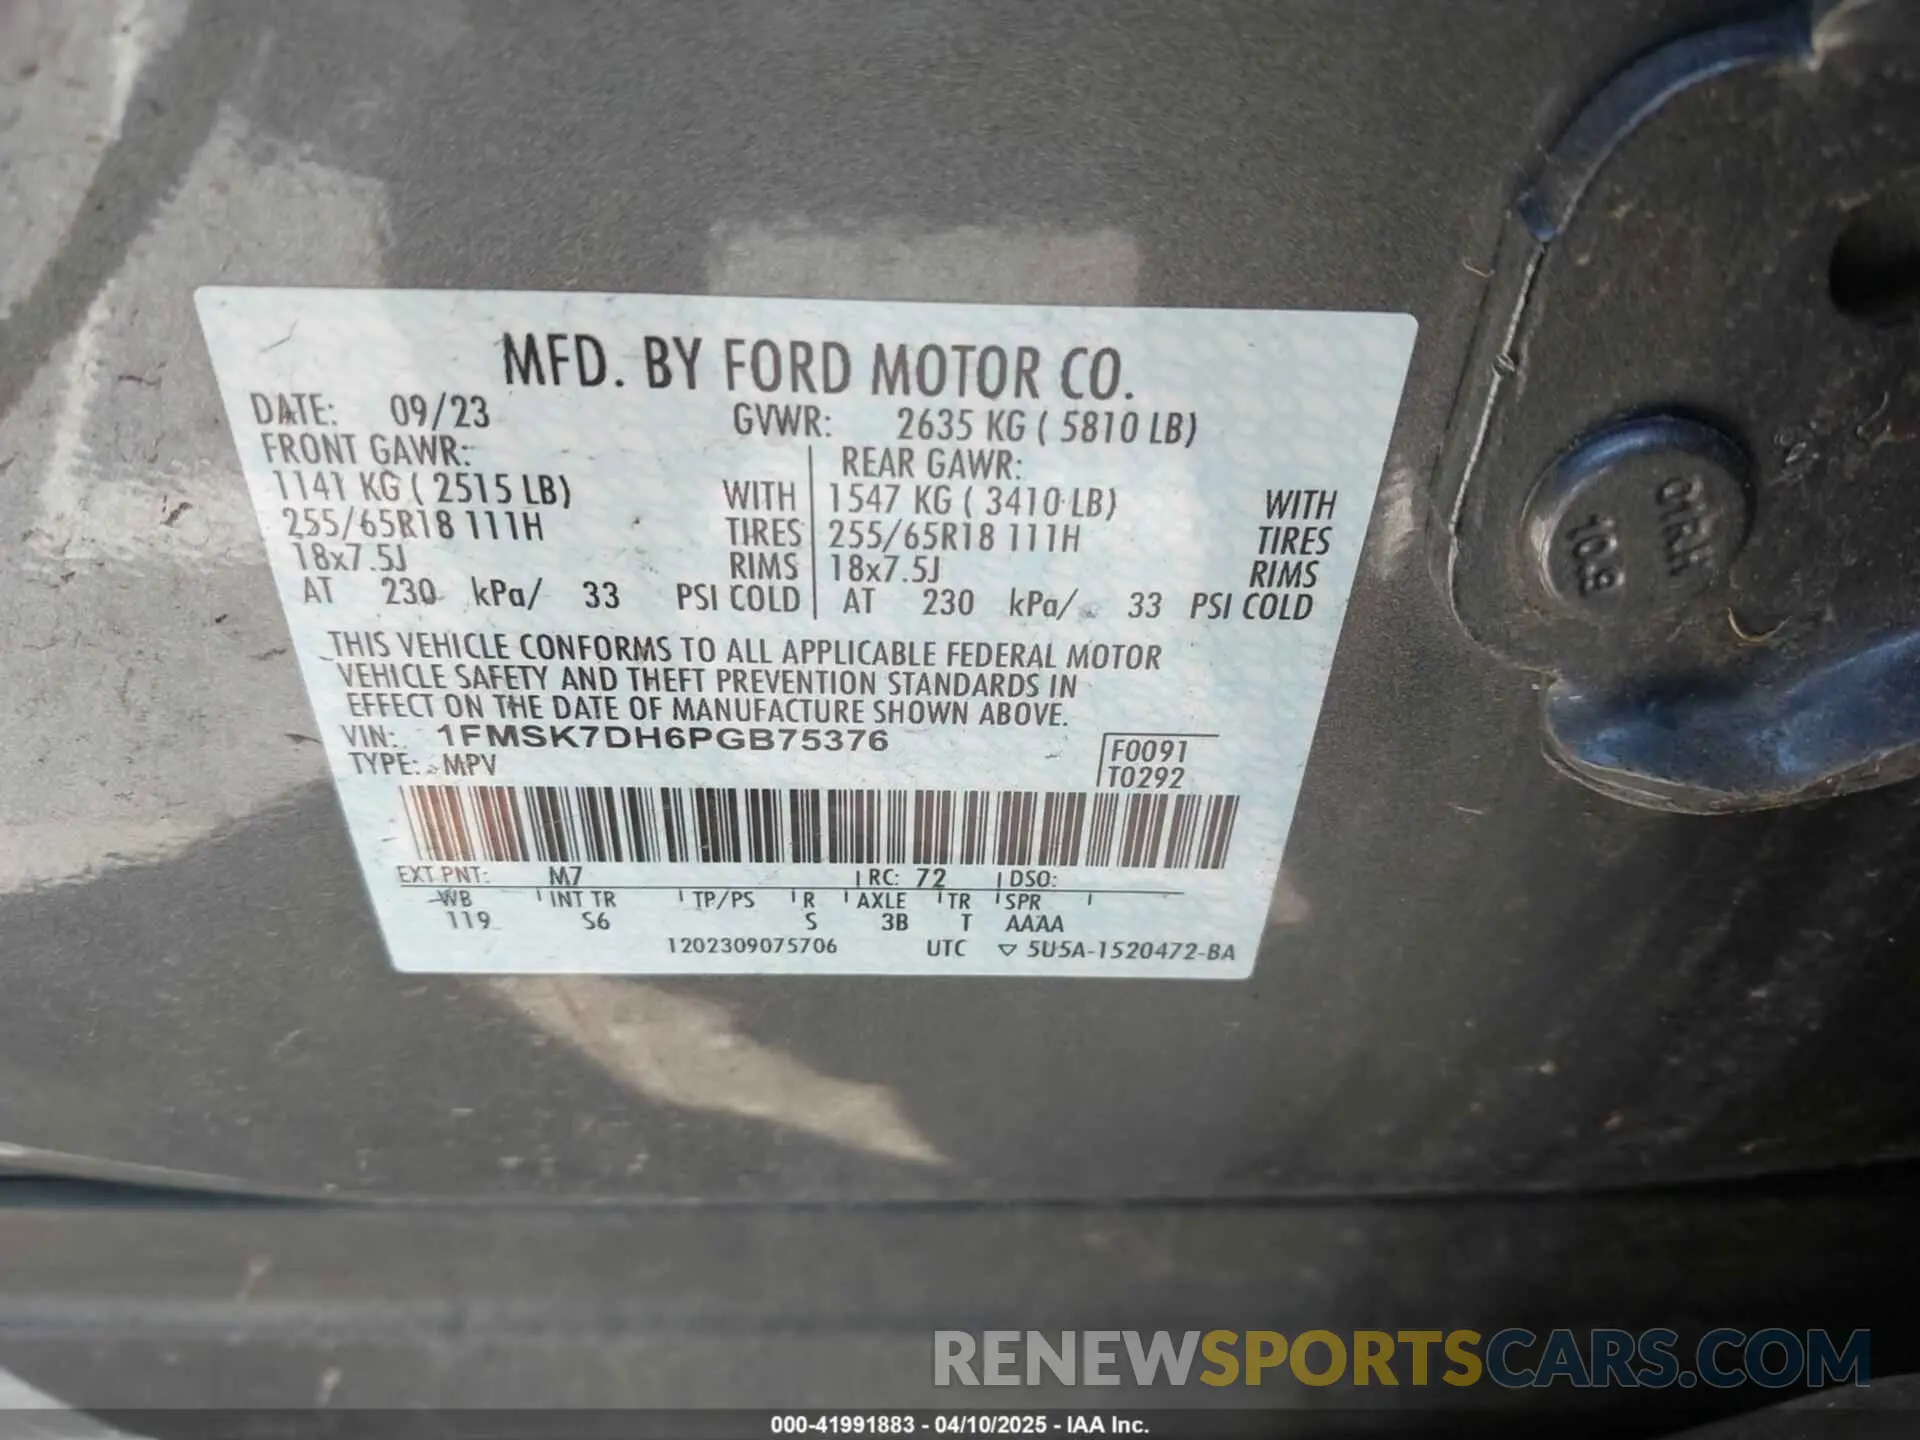 MFD. BY FORD MOTOR CO.
DATE: 09/23 GVWR: 2635 KG ( 5810 LB)
FRONT GAWR: REAR GAWR:
1141 KG ( 2515 LB) WITH 1547 KG ( 3410 LB) WITH
255/65R18 111H TIRES 255/65R18 111H TIRES
18x7.5J RIMS 18x7.5J RIMS
AT 230 kPa/ 33 PSI COLD AT 230 kPa/ 33 PSI COLD
THIS VEHICLE CONFORMS TO ALL APPLICABLE FEDERAL MOTOR
VEHICLE SAFETY AND THEFT PREVENTION STANDARDS IN
EFFECT ON THE DATE OF MANUFACTURE SHOWN ABOVE.
VIN: 1FMSK7DH6PGB75376
TYPE: MPV
F0091
T0292
EXT PNT: M7 RC: 72 DSO:
WB INT TR TP/PS R AXLE TR SPR
119 S6 S 3B T AAAA
1202309075706 UTC ▽ 5U5A-1520472-BA
10.9
RENEWSPORTSCARS.COM
000-41991883 - 04/10/2025 - IAA Inc.